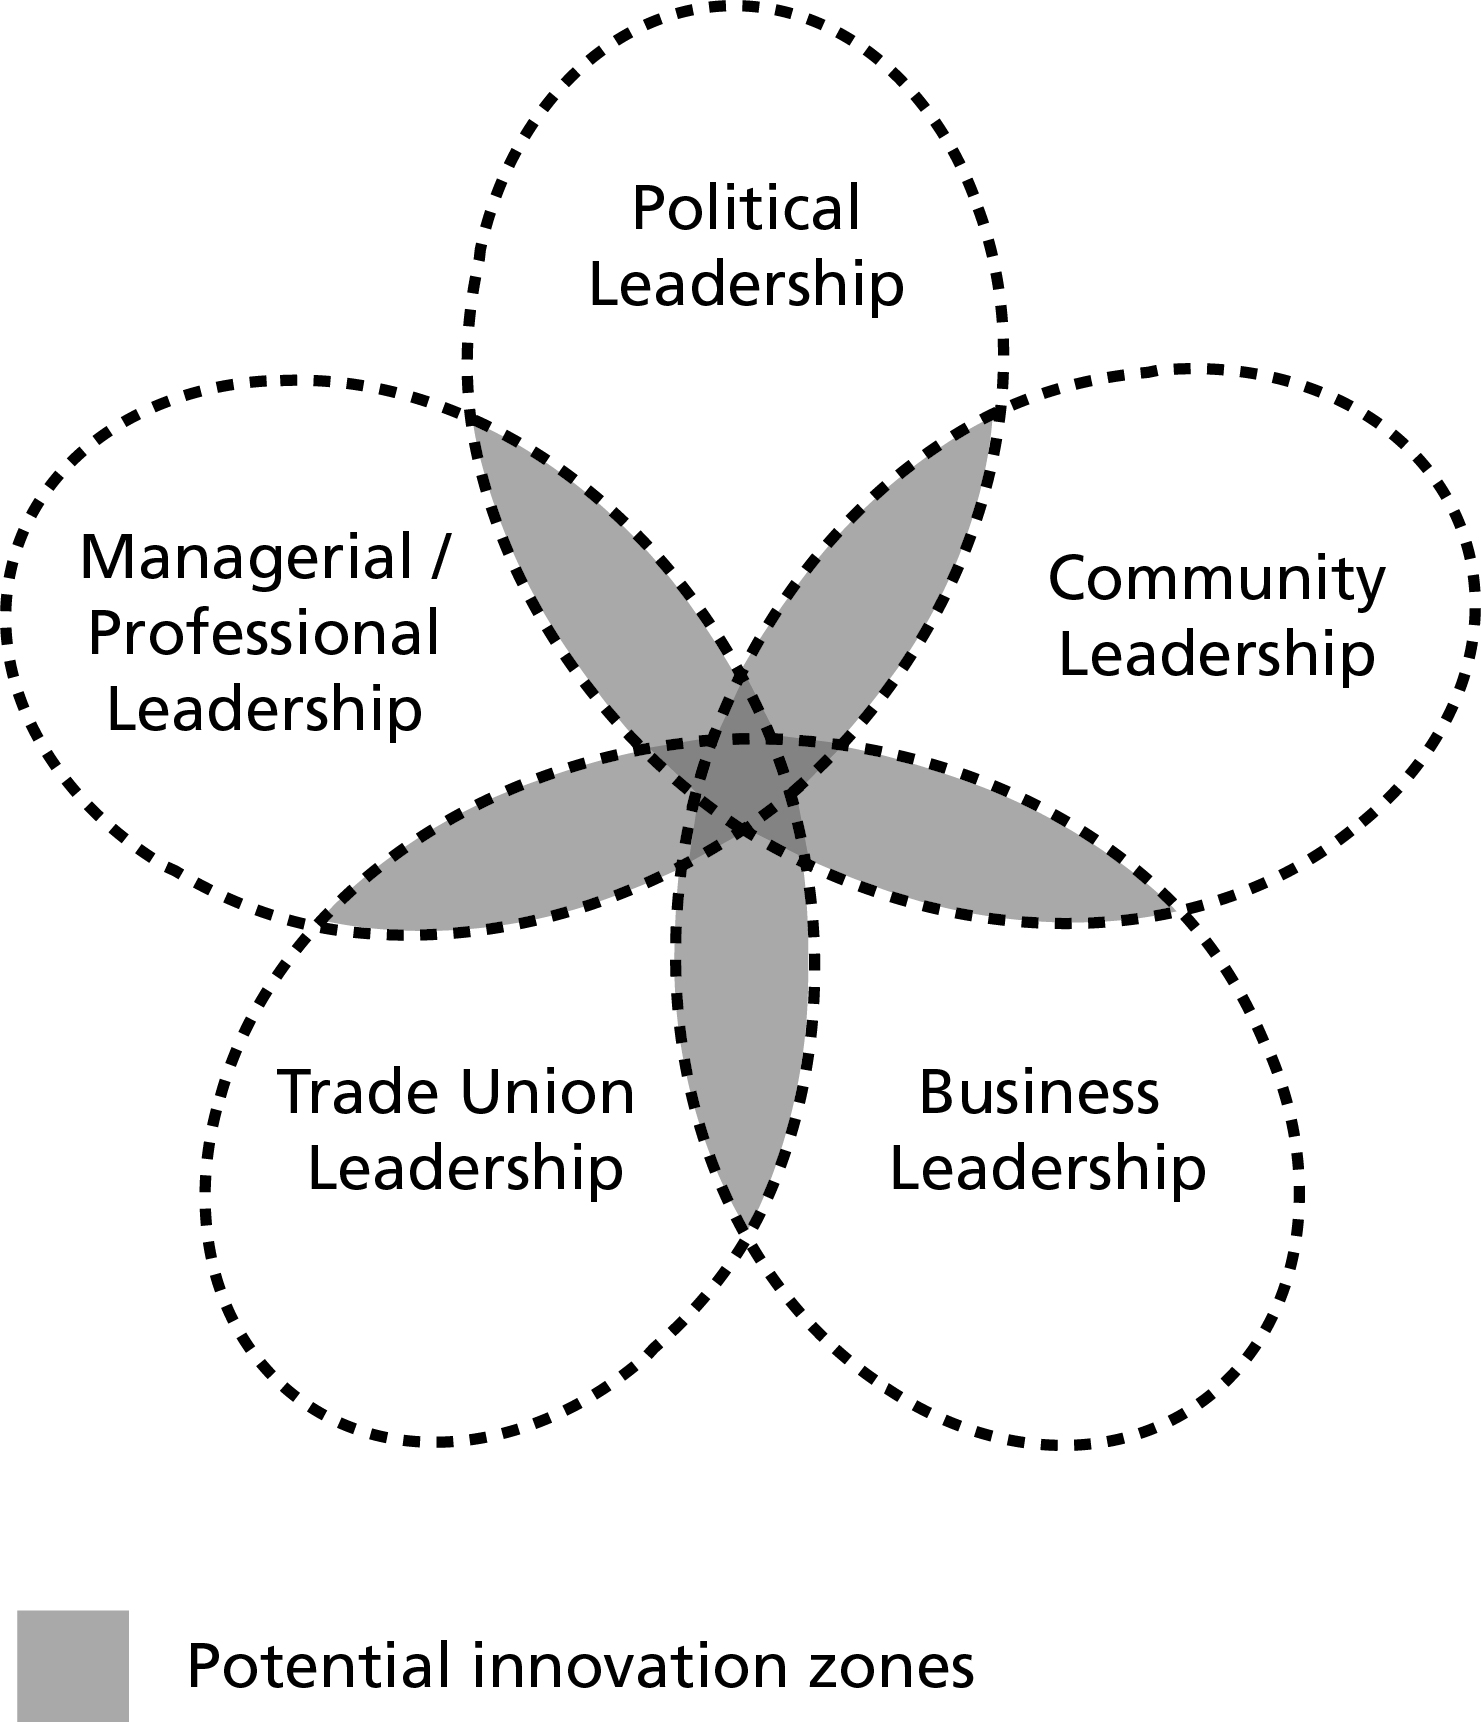 Political
Leadership
Managerial /
Professional
Leadership
Community
Leadership
Trade Union
Leadership
Business
Leadership
Potential innovation zones